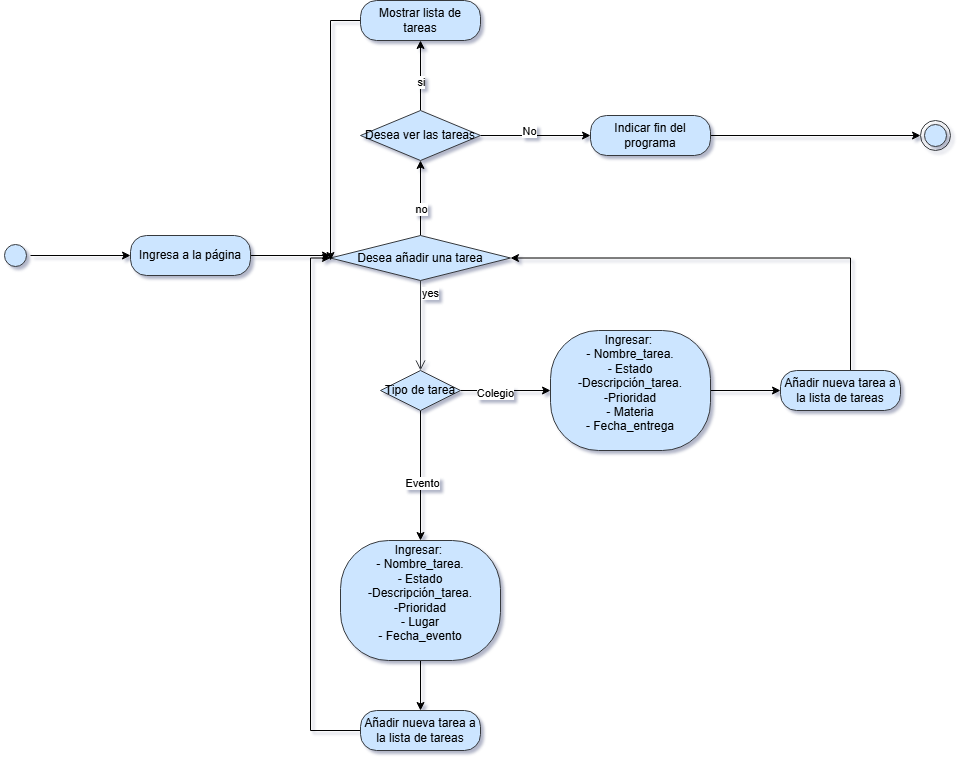 Mostrar lista de
tareas
si
Desea ver las tareas
No
Indicar fin del
programa
no
Ingresa a la página
Desea añadir una tarea
yes
Tipo de tarea
Colegio
Ingresar:
- Nombre_tarea.
- Estado
-Descripción_tarea.
-Prioridad
- Materia
- Fecha_entrega
Añadir nueva tarea a
la lista de tareas
Evento
Ingresar:
- Nombre_tarea.
- Estado
-Descripción_tarea.
-Prioridad
- Lugar
- Fecha_evento
Añadir nueva tarea a
la lista de tareas